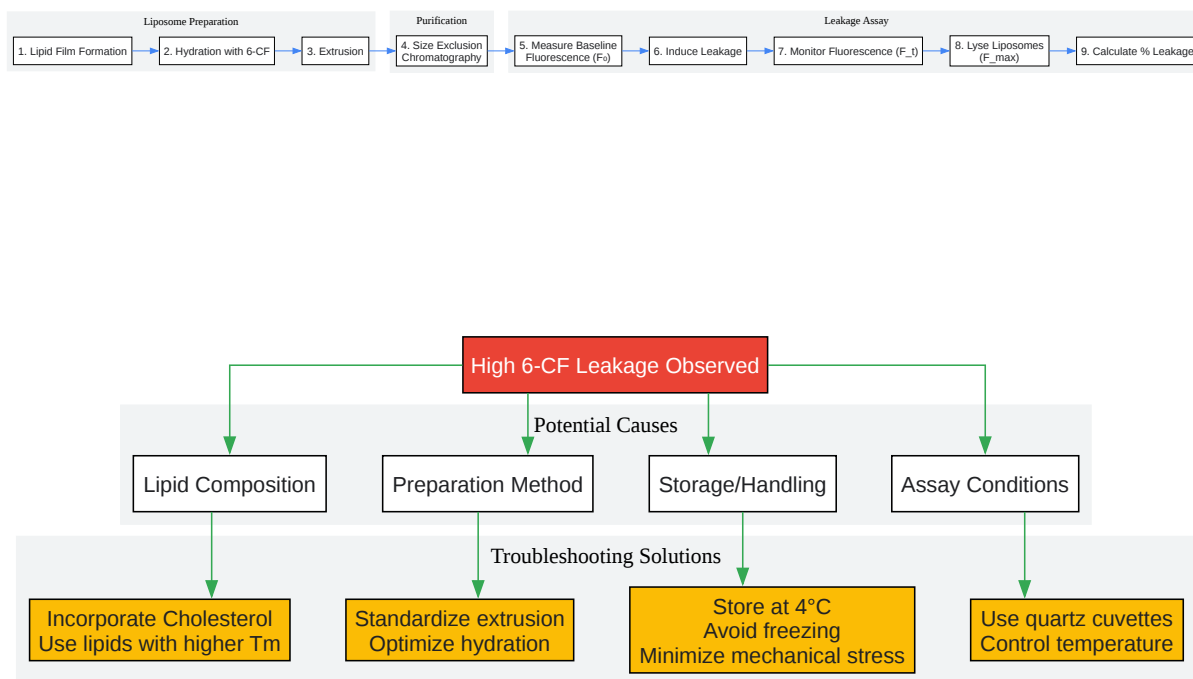 Liposome Preparation
Purification
Leakage Assay
1. Lipid Film Formation
2. Hydration with 6-CF
3. Extrusion
4. Size Exclusion
Chromatography
5. Measure Baseline
Fluorescence (F₀)
6. Induce Leakage
7. Monitor Fluorescence (F_t)
8. Lyse Liposomes
(F_max)
9. Calculate % Leakage
High 6-CF Leakage Observed
Potential Causes
Lipid Composition
Preparation Method
Storage/Handling
Assay Conditions
Troubleshooting Solutions
Incorporate Cholesterol
Use lipids with higher Tm
Standardize extrusion
Optimize hydration
Store at 4°C
Avoid freezing
Minimize mechanical stress
Use quartz cuvettes
Control temperature